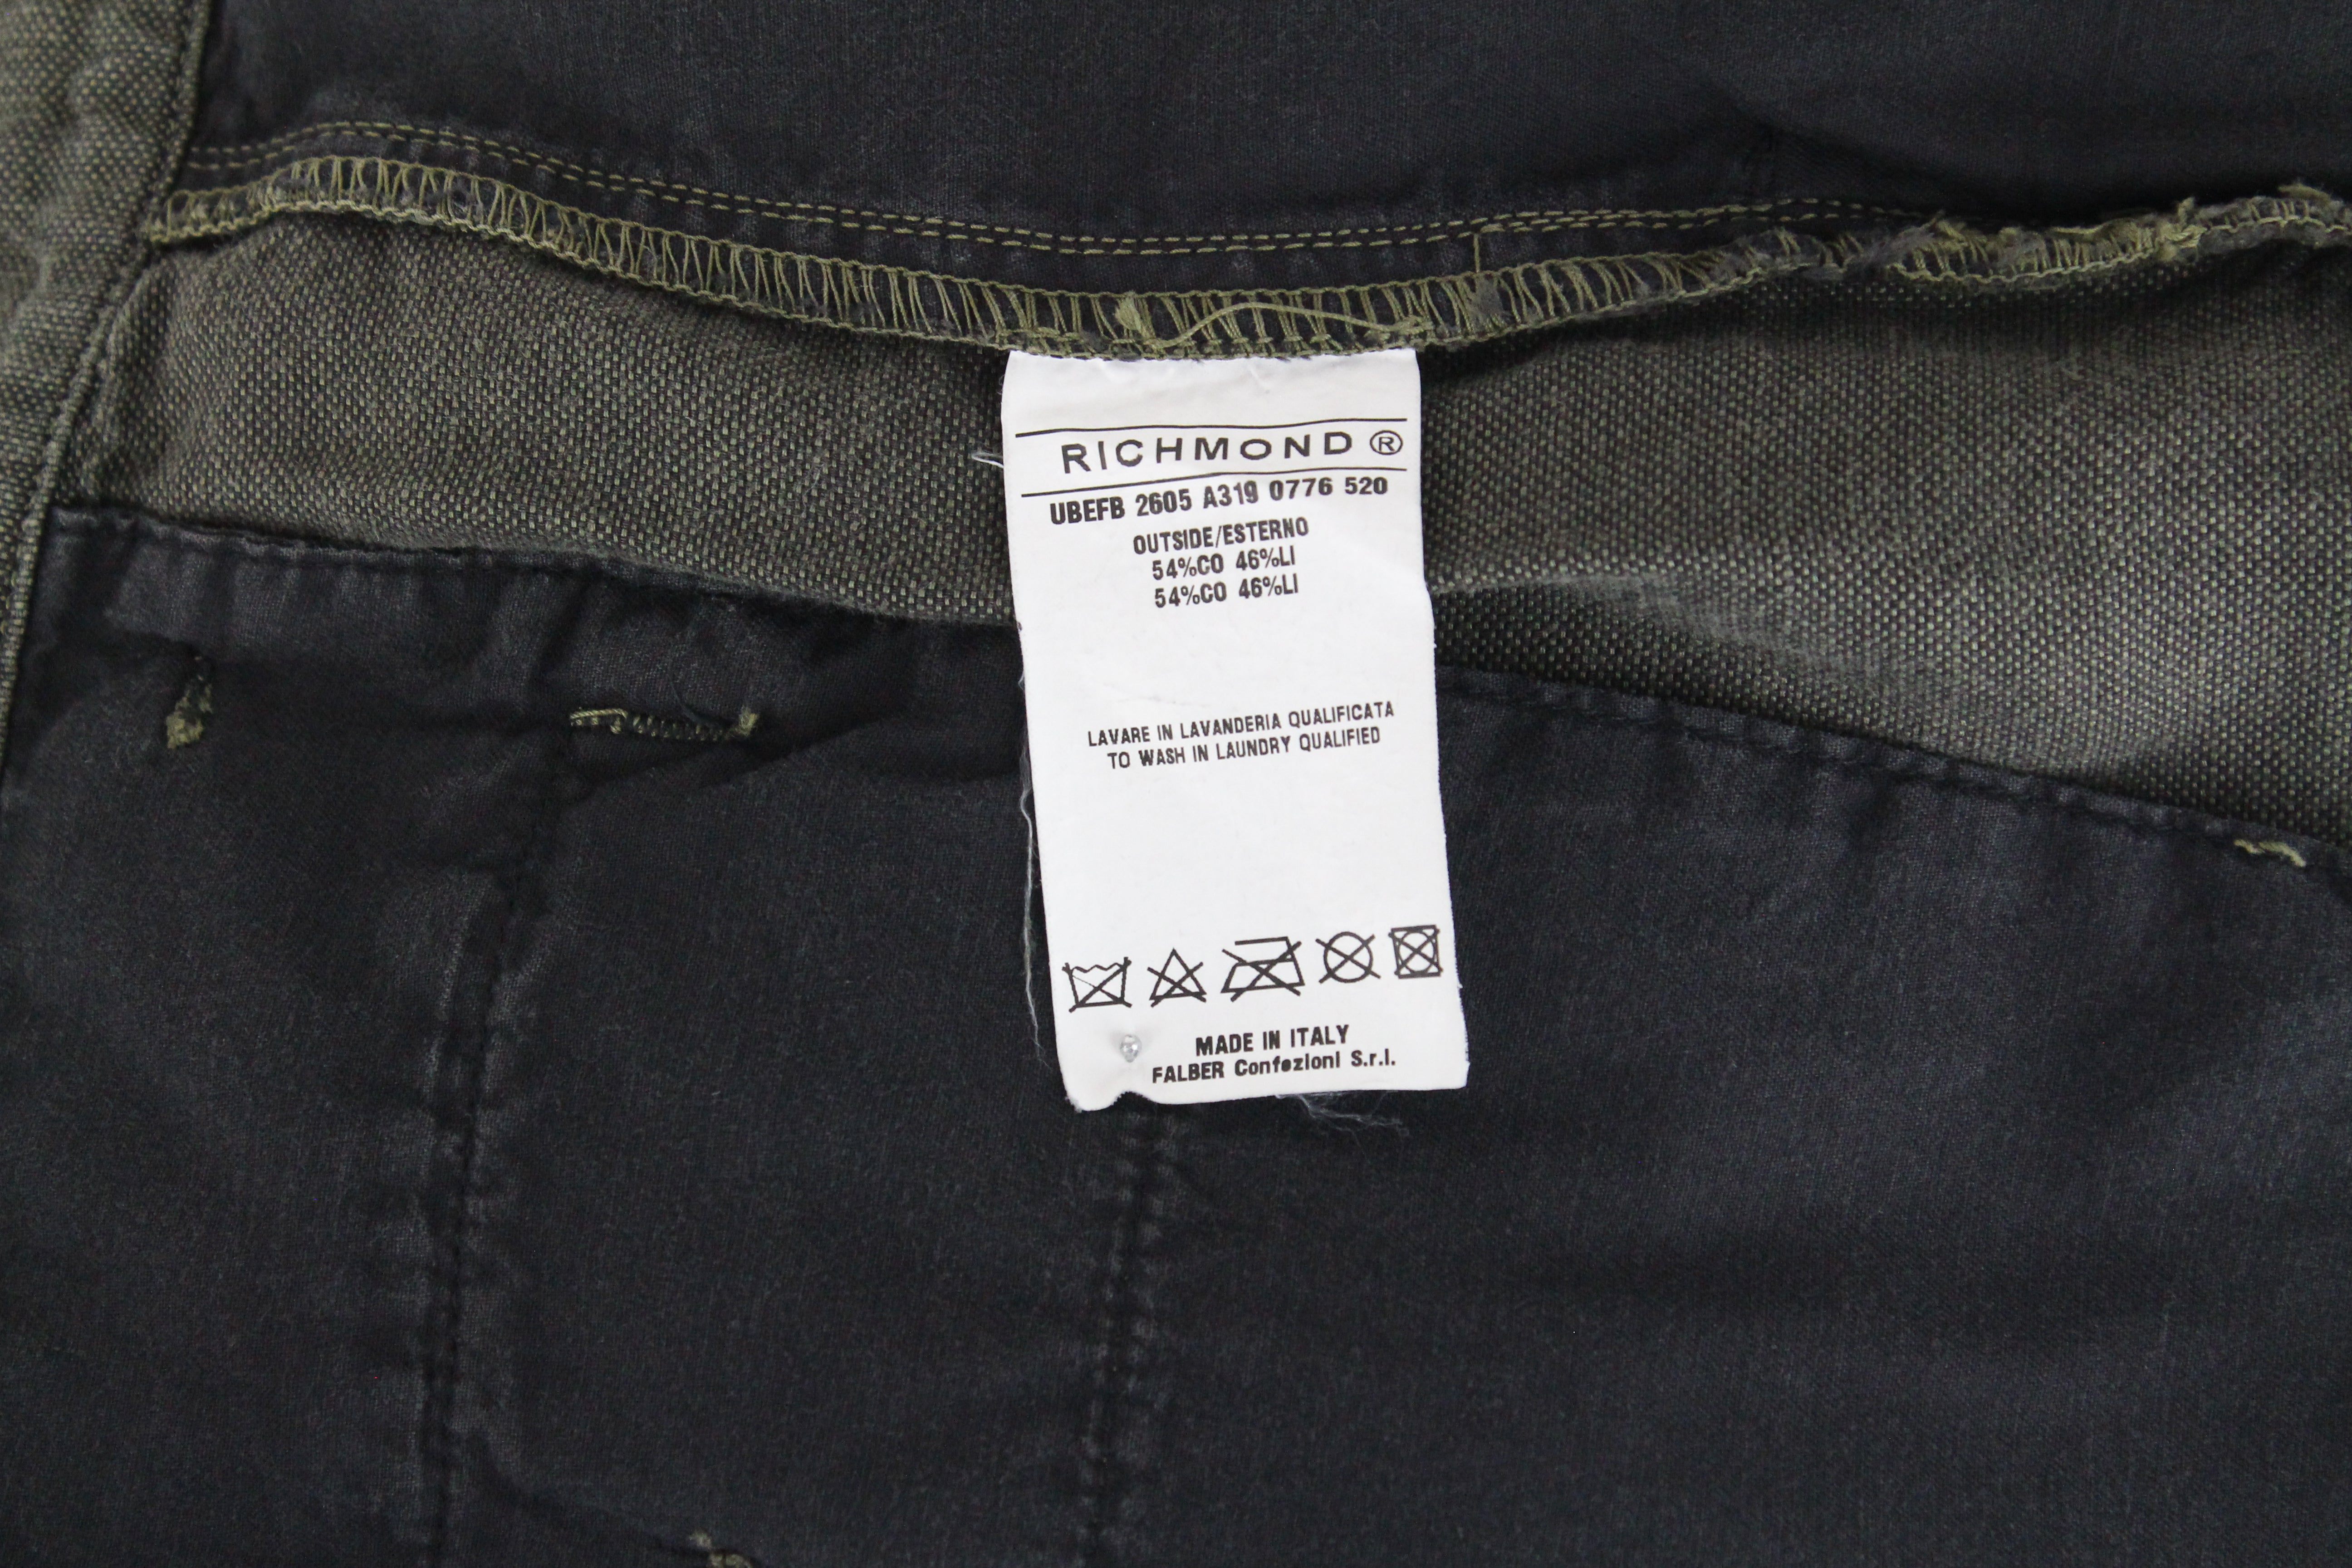 RICHMOND ®
UBEFB 2605 A319 0776 520
OUTSIDE/ESTERNO
54%CO 46%LI
54%CO 46%LI
LAVARE IN LAVANDERIA QUALIFICATA
TO WASH IN LAUNDRY QUALIFIED
MADE IN ITALY
FALBER Confezioni S.r.l.